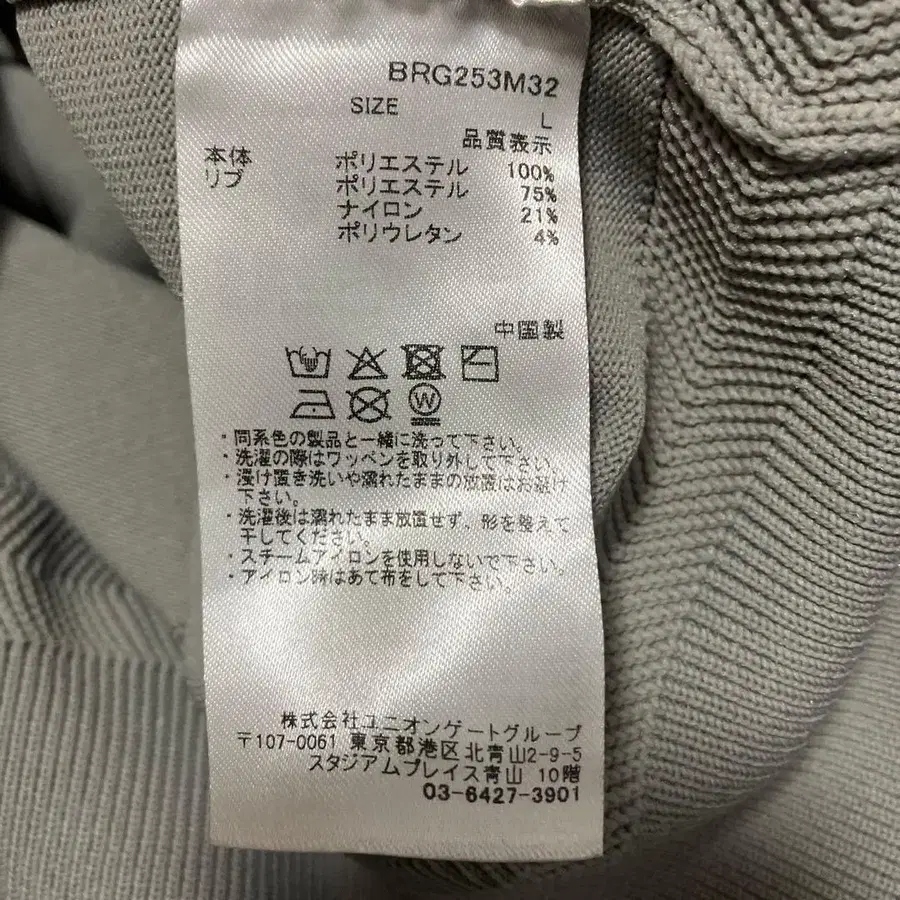 BRG253M32
SIZE L
品質表示
本体 ポリエステル 100%
リブ ポリエステル 75%
ナイロン 21%
ポリウレタン 4%
中国製
W
・同系色の製品と一緒に洗って下さい。
・洗濯の際はワッペンを取り外して下さい。
・浸け置き洗いや濡れたままの放置はお避け
下さい。
・洗濯後は濡れたまま放置せず、形を整えて
干してください。
・スチームアイロンを使用しないで下さい。
・アイロン時はあて布をして下さい。
株式会社ユニオンゲートグループ
〒107-0061 東京都港区北青山2-9-5
スタジアムプレイス青山 10階
03-6427-3901